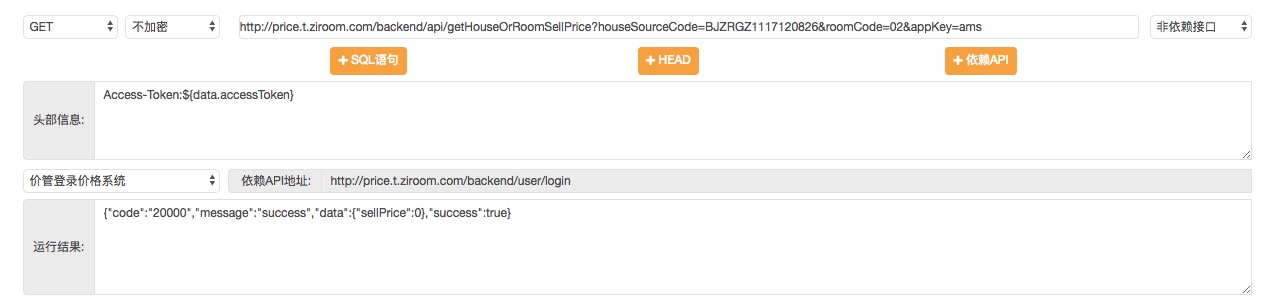 GET 不加密 http://price.t.ziroom.com/backend/api/getHouseOrRoomSellPrice?houseSourceCode=BJZRGZ1117120826&roomCode=02&appKey=ams 非依赖接口
+ SQL语句 + HEAD + 依赖API
头部信息: Access-Token:${data.accessToken}
价管登录价格系统 依赖API地址: http://price.t.ziroom.com/backend/user/login
运行结果: {"code":"20000","message":"success","data":{"sellPrice":0},"success":true}